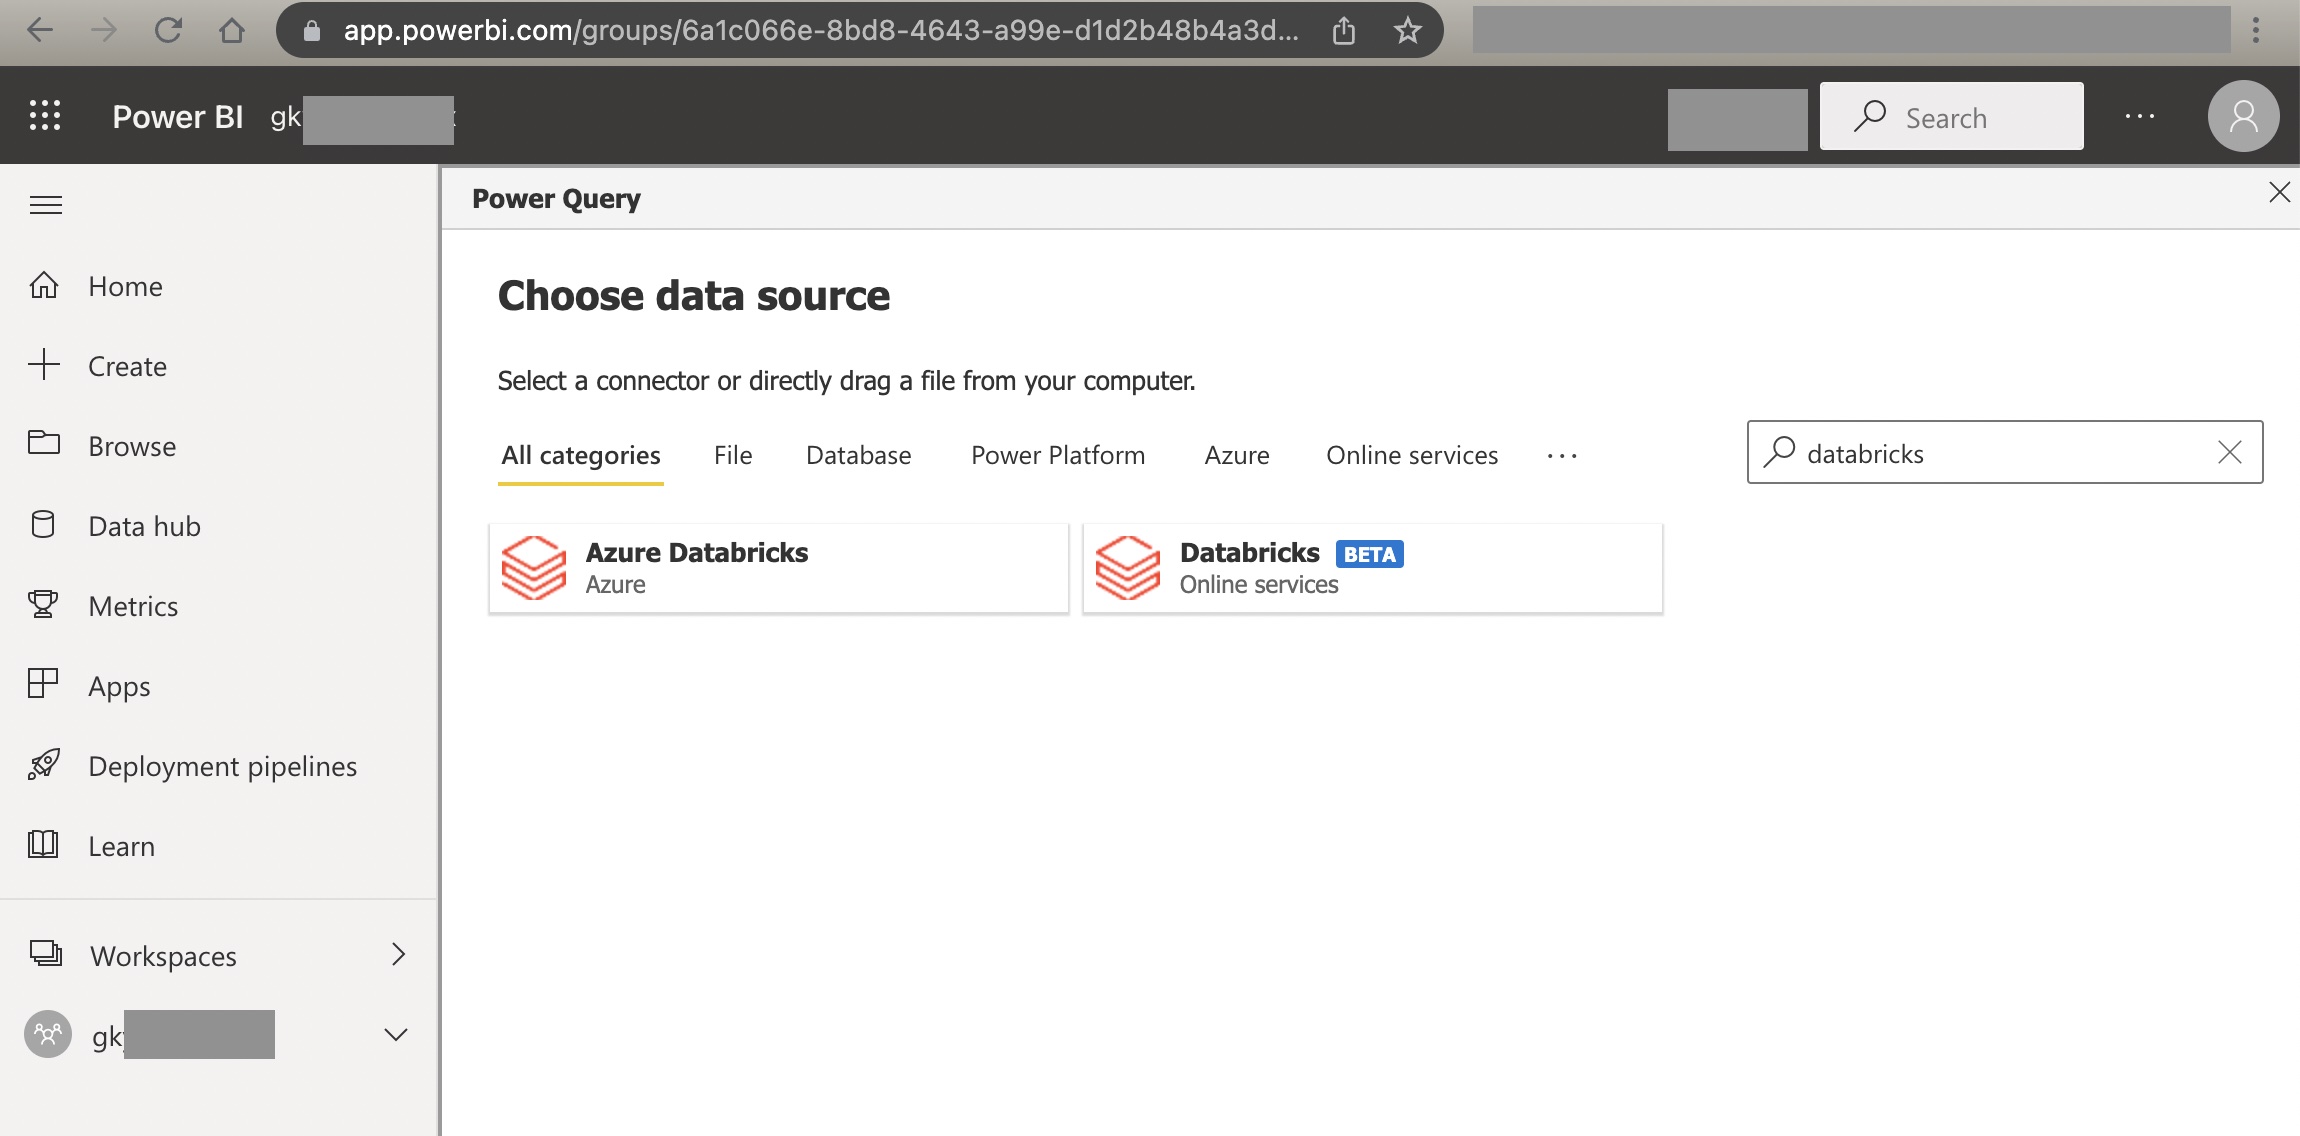 app.powerbi.com/groups/6a1c066e-8bd8-4643-a99e-d1d2b48b4a3d...
Power BI gk
Search
Power Query
Home
Create
Browse
Data hub
Metrics
Apps
Deployment pipelines
Learn
Workspaces
gk
Choose data source
Select a connector or directly drag a file from your computer.
All categories File Database Power Platform Azure Online services ...
databricks
Azure Databricks
Azure
Databricks BETA
Online services